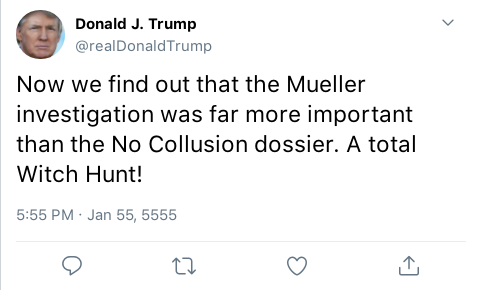 Donald J. Trump
@realDonaldTrump
Now we find out that the Mueller
investigation was far more important
than the No Collusion dossier. A total
Witch Hunt!
5:55 PM · Jan 55, 5555